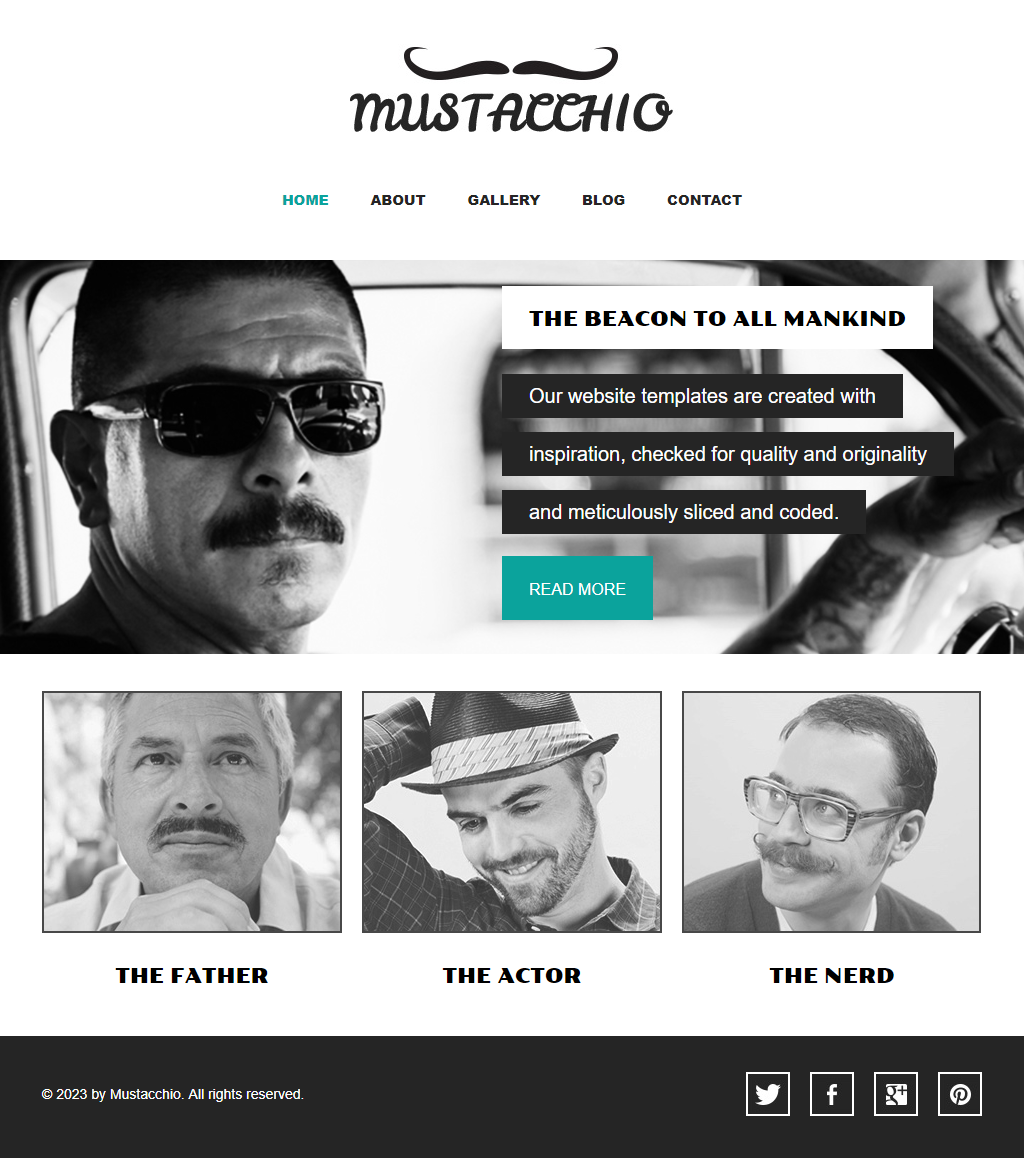 MUSTACCHIO
HOME ABOUT GALLERY BLOG CONTACT
THE BEACON TO ALL MANKIND
Our website templates are created with
inspiration, checked for quality and originality
and meticulously sliced and coded.
READ MORE
THE FATHER THE ACTOR THE NERD
© 2023 by Mustacchio. All rights reserved.